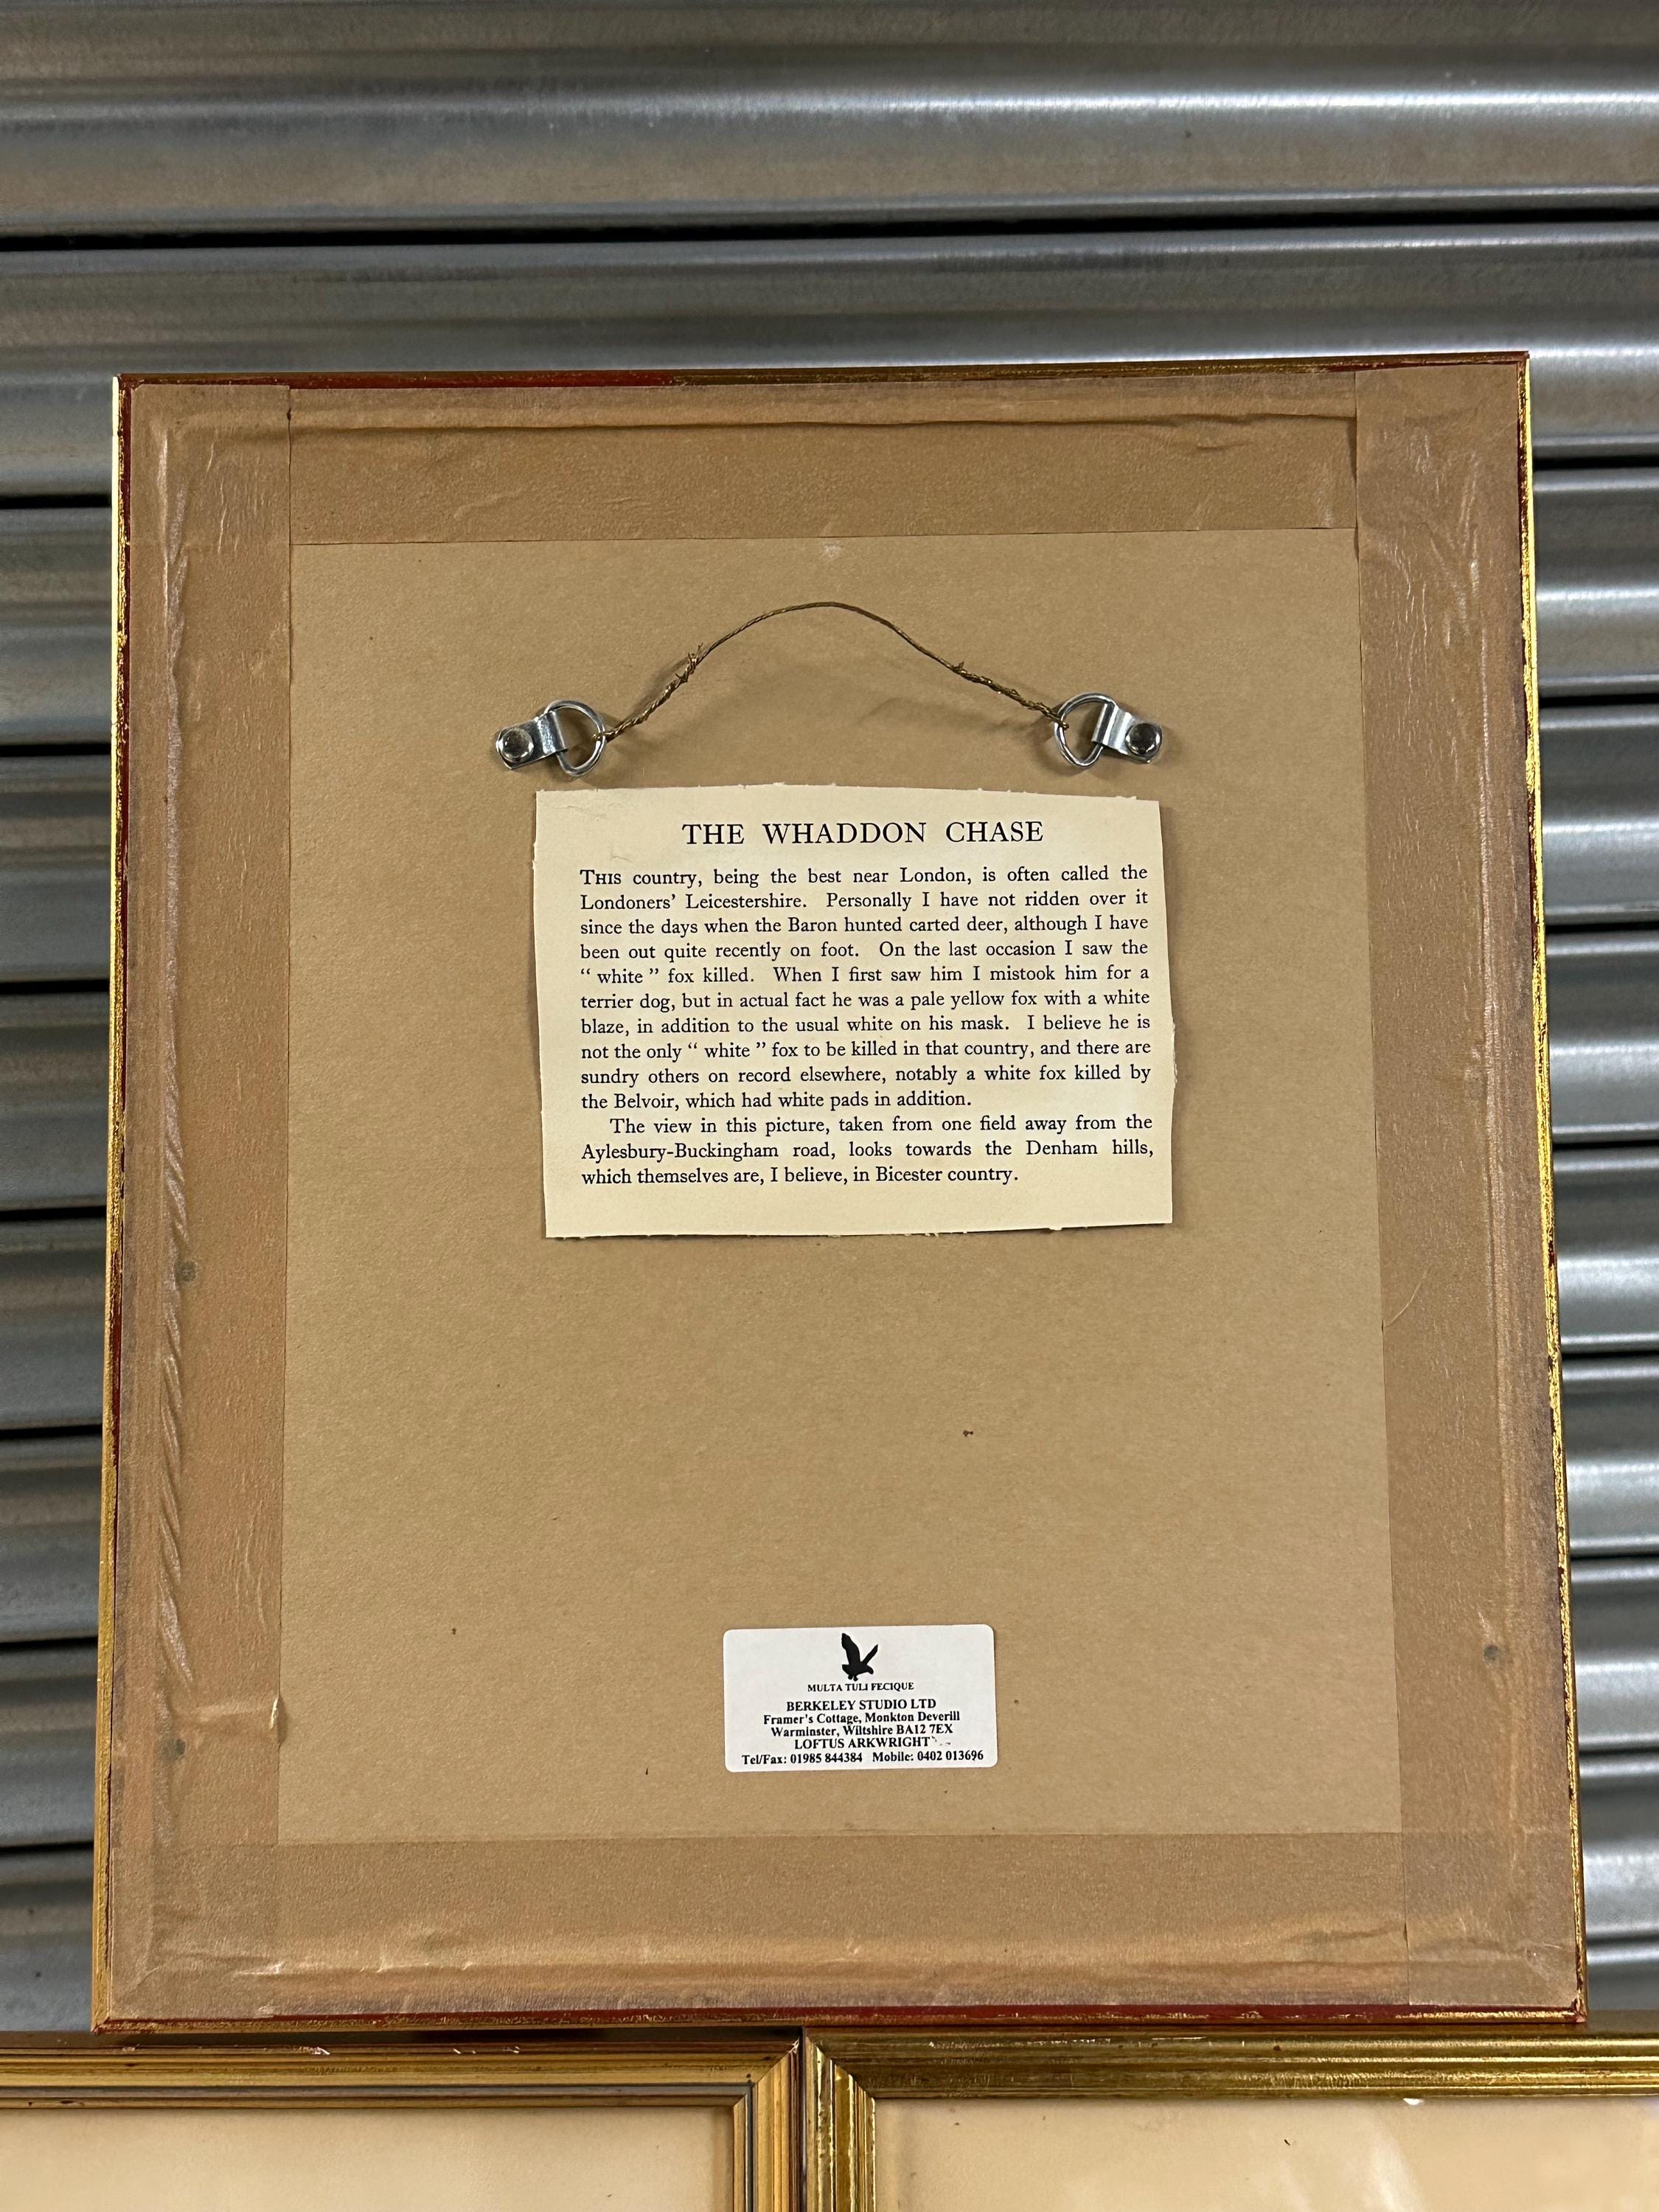 THE WHADDON CHASE
THIS country, being the best near London, is often called the
Londoners' Leicestershire. Personally I have not ridden over it
since the days when the Baron hunted carted deer, although I have
been out quite recently on foot. On the last occasion I saw the
“ white ” fox killed. When I first saw him I mistook him for a
terrier dog, but in actual fact he was a pale yellow fox with a white
blaze, in addition to the usual white on his mask. I believe he is
not the only “ white ” fox to be killed in that country, and there are
sundry others on record elsewhere, notably a white fox killed by
the Belvoir, which had white pads in addition.
The view in this picture, taken from one field away from the
Aylesbury-Buckingham road, looks towards the Denham hills,
which themselves are, I believe, in Bicester country.
MULTA TULI FECIQUE
BERKELEY STUDIO LTD
Framer's Cottage, Monkton Deverill
Warminster, Wiltshire BA12 7EX
LOFTUS ARKWRIGHT
Tel/Fax: 01985 844384 Mobile: 0402 013696